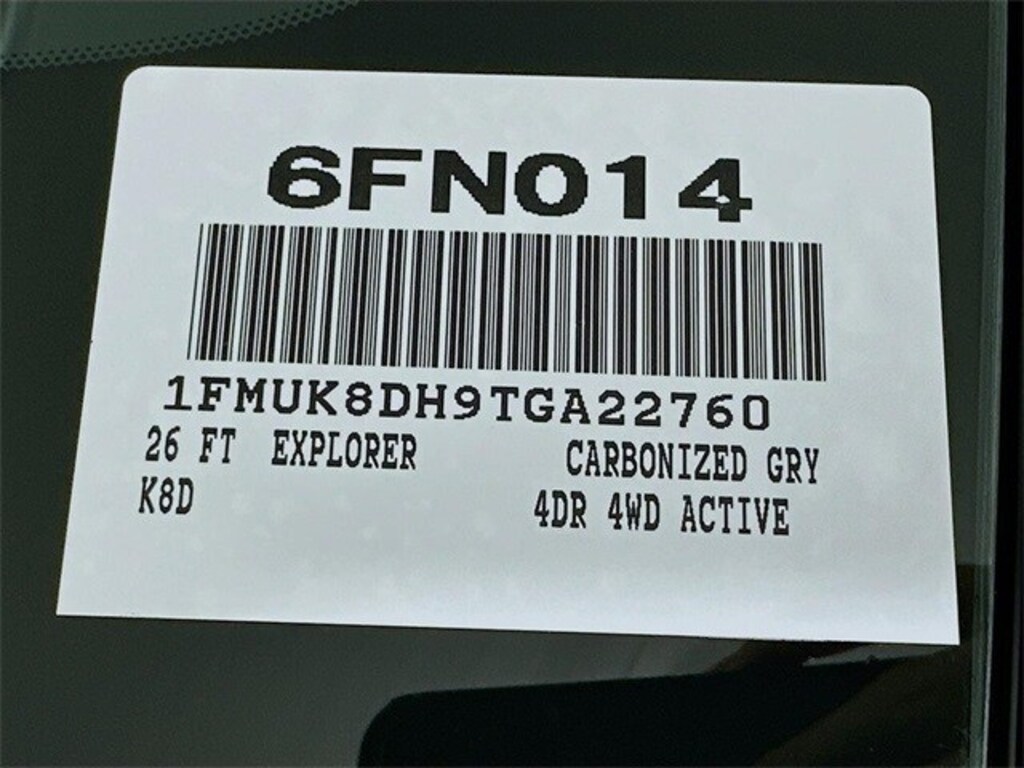 6FN014
1FMUK8DH9TGA22760
26 FT EXPLORER CARBONIZED GRY
K8D 4DR 4WD ACTIVE